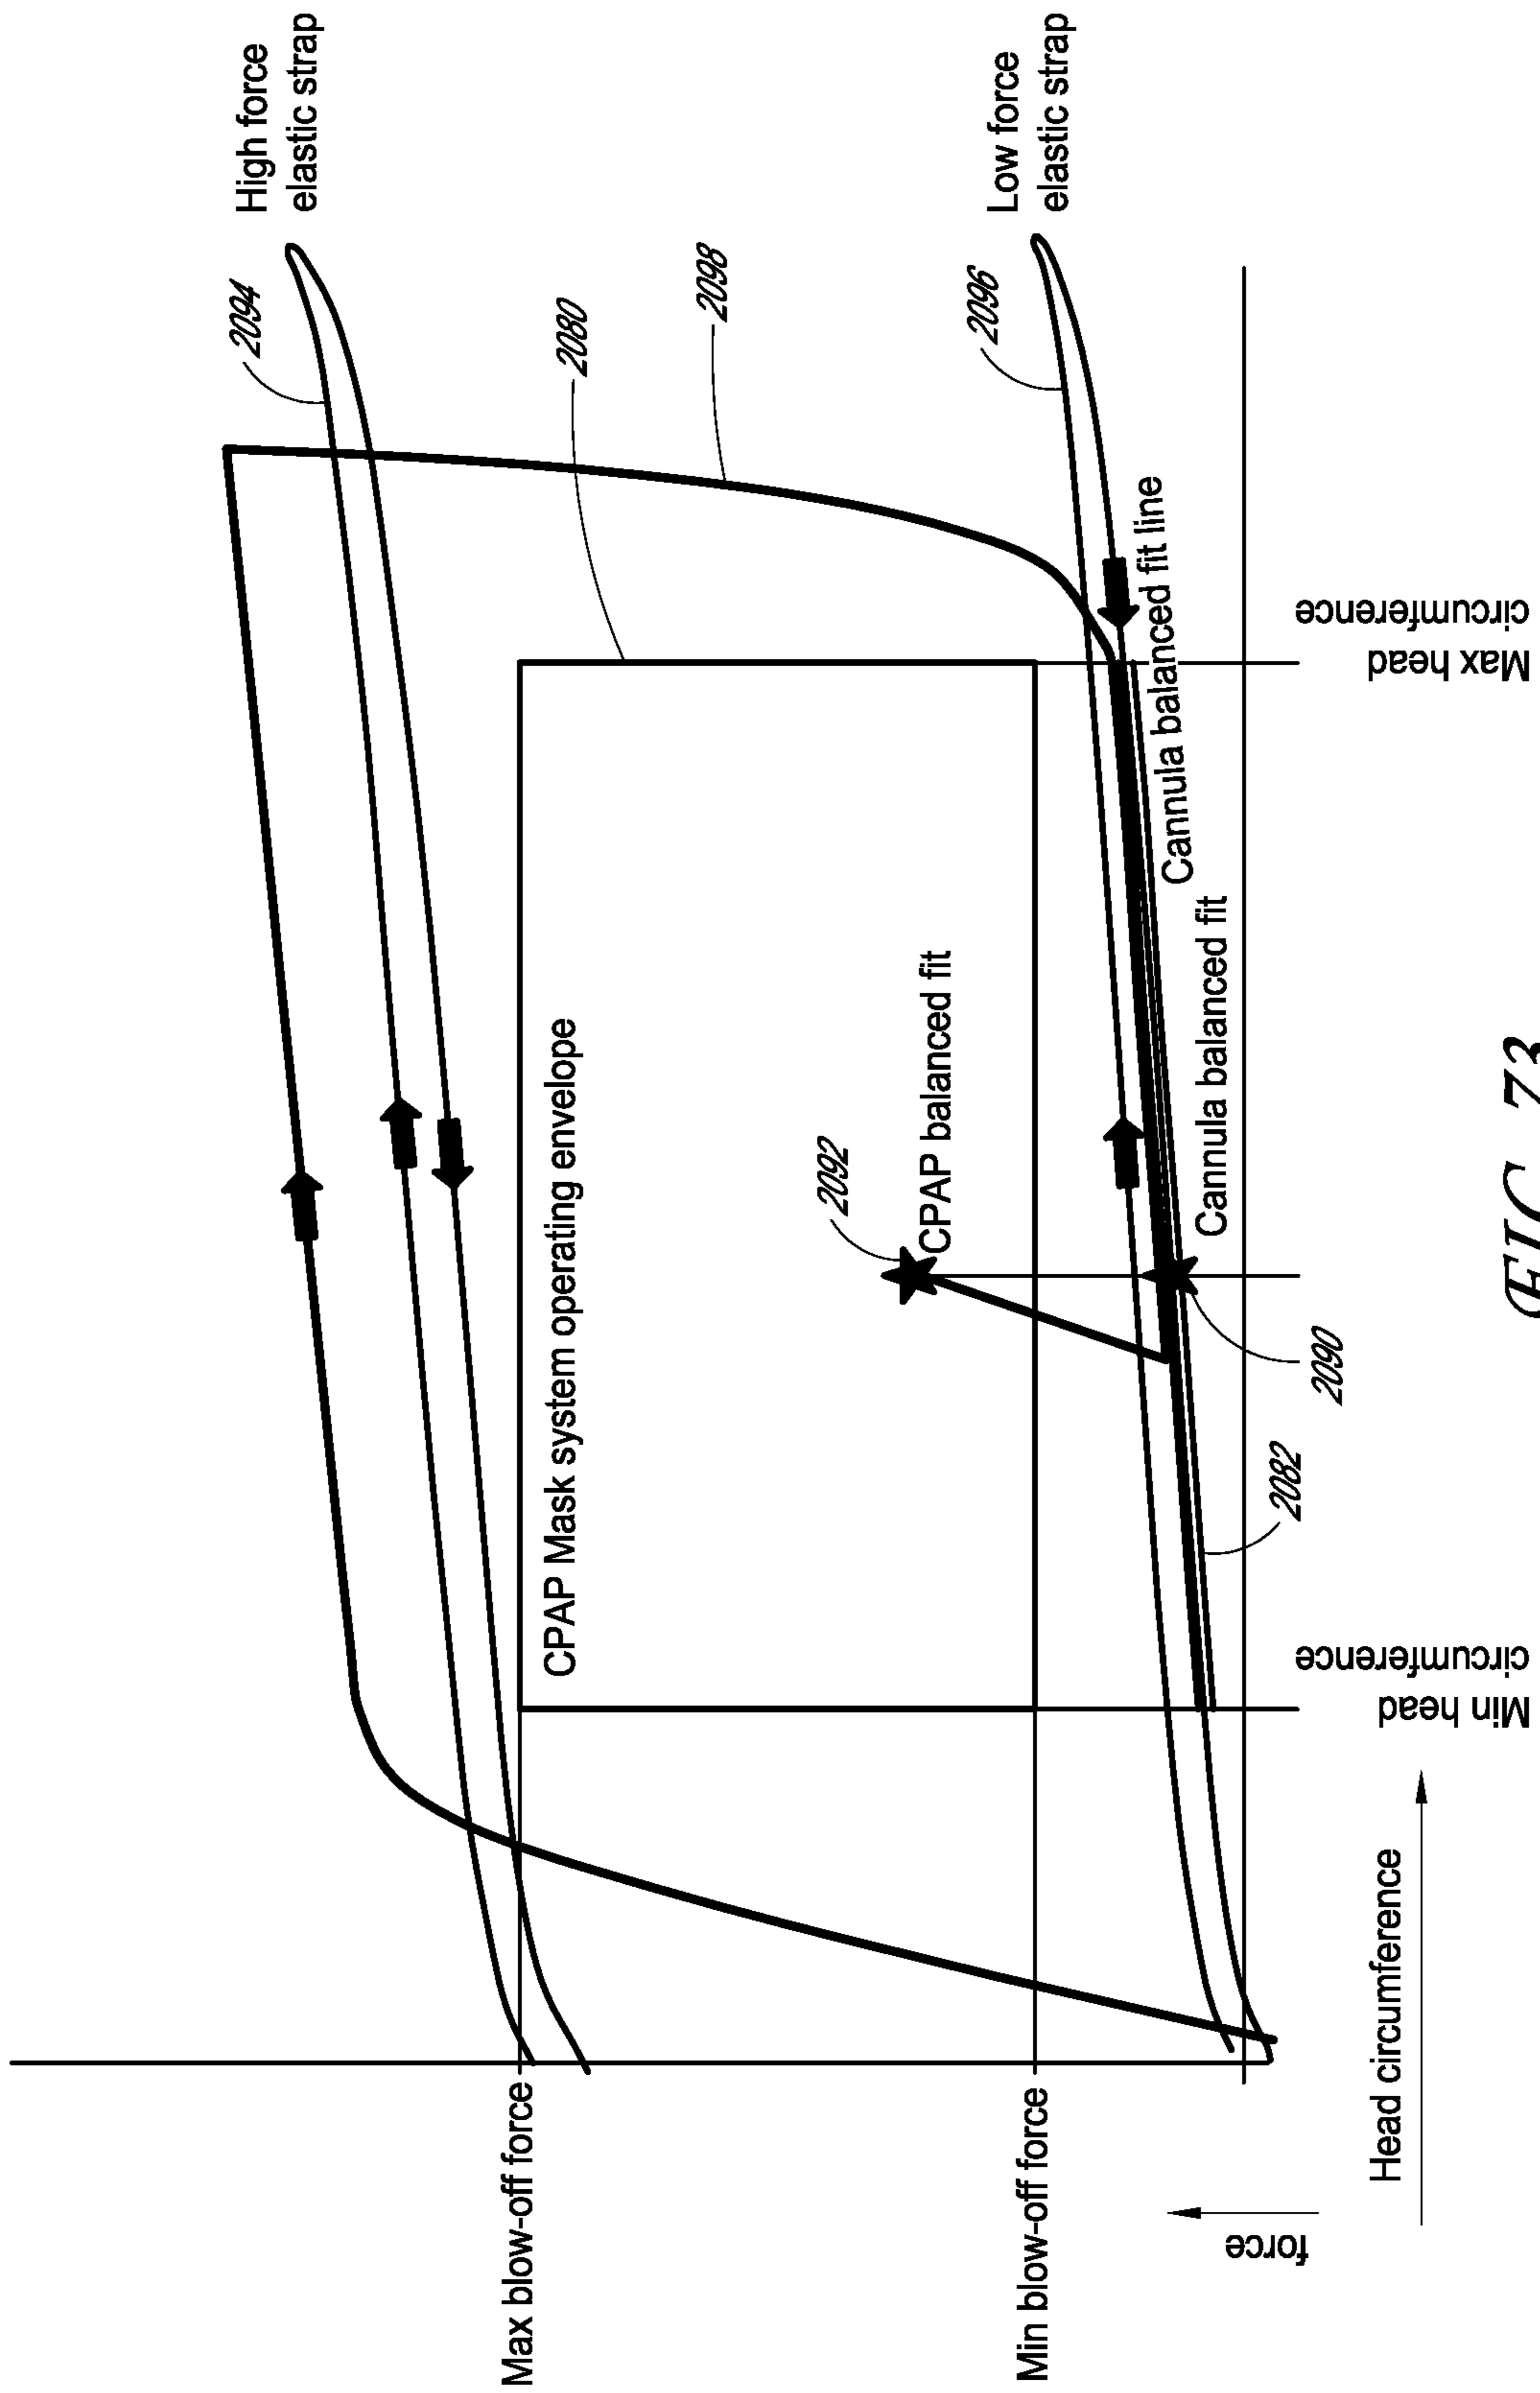 High force
elastic strap
2094
2098
2080
Low force
elastic strap
2096
Max blow-off force
CPAP Mask system operating envelope
2092
CPAP balanced fit
Min blow-off force
Cannula balanced fit line
Cannula balanced fit
2090
2082
Min head
circumference
Max head
circumference
force
Head circumference
FIG. 73